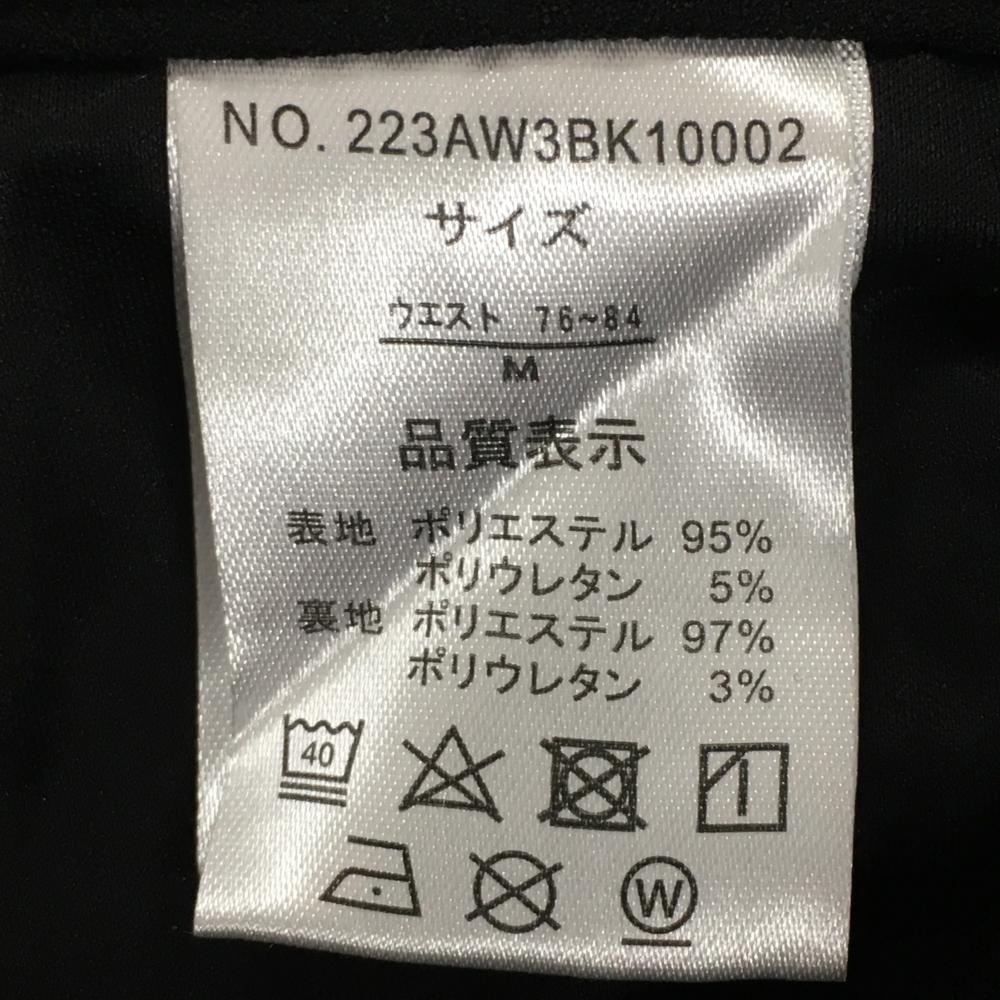 NO. 223AW3BK10002
サイズ
ウエスト 76~84
M
品質表示
表地 ポリエステル 95%
ポリウレタン 5%
裏地 ポリエステル 97%
ポリウレタン 3%
40
W